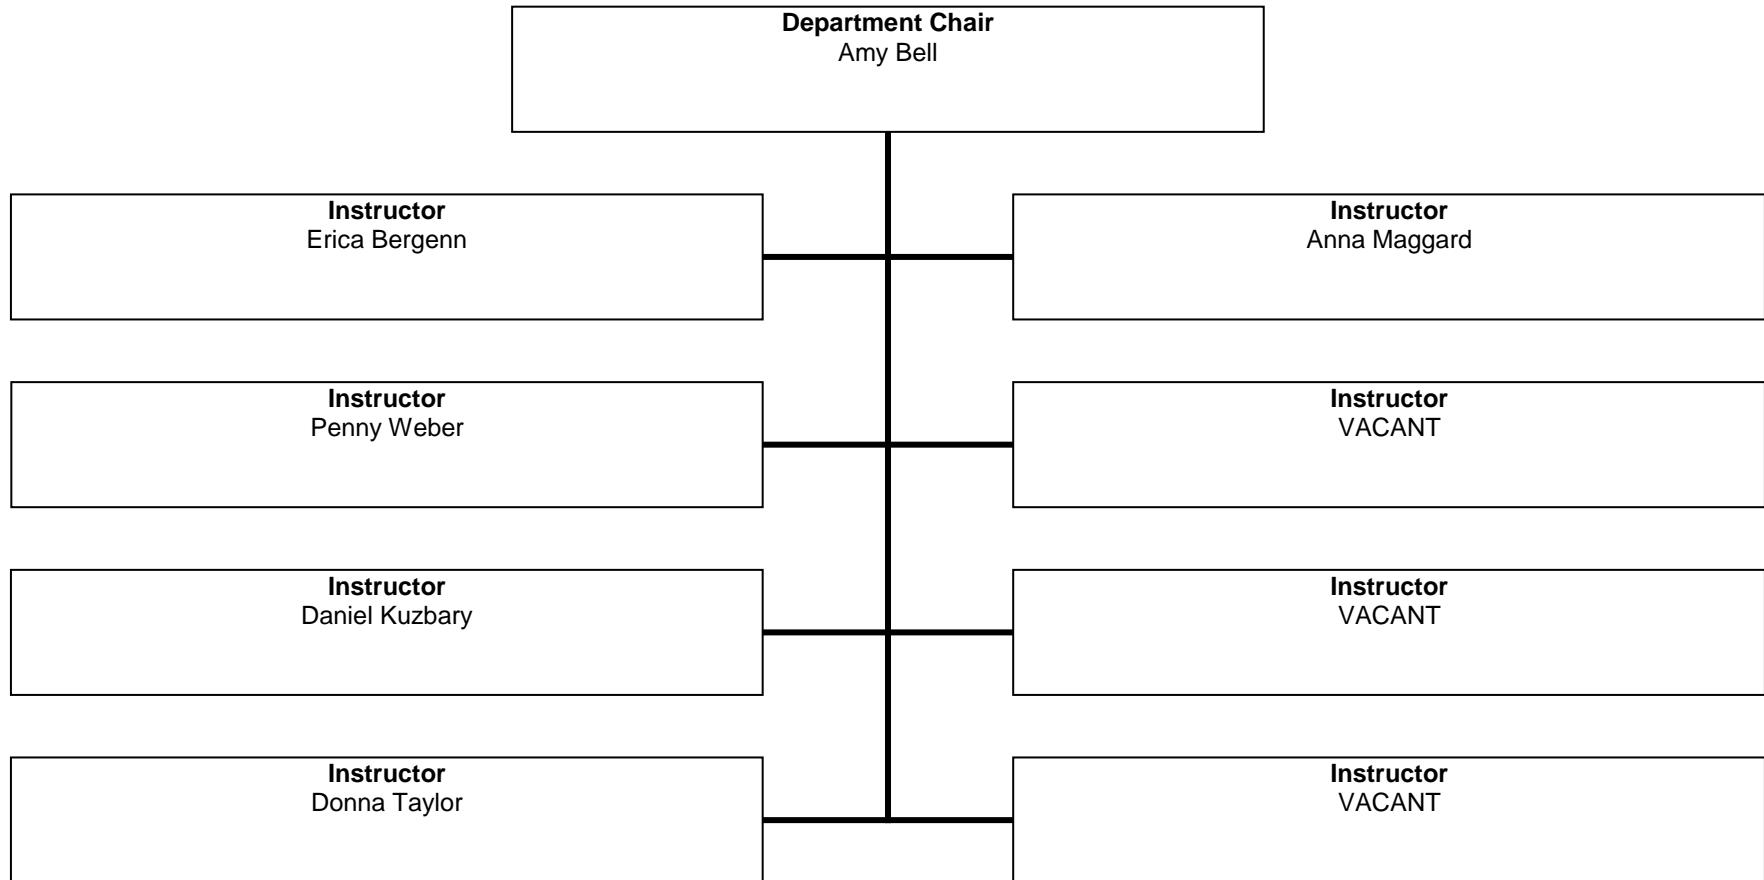 Department Chair
Amy Bell
Instructor
Erica Bergenn
Instructor
Anna Maggard
Instructor
Penny Weber
Instructor
VACANT
Instructor
Daniel Kuzbary
Instructor
VACANT
Instructor
Donna Taylor
Instructor
VACANT